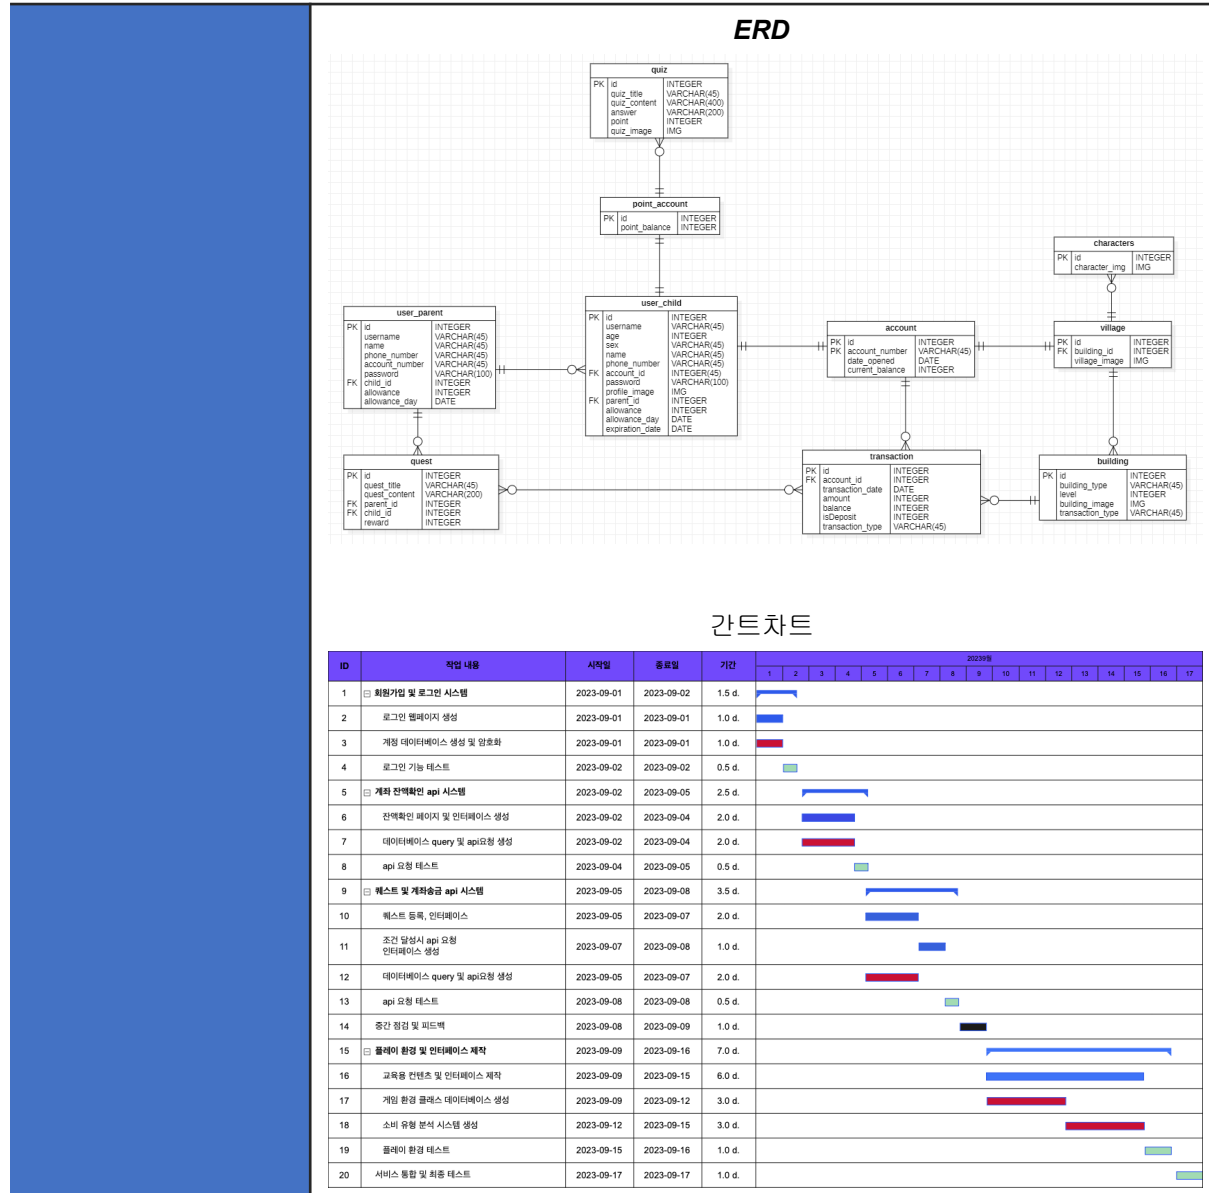 ERD
quiz
PK id INTEGER
quiz_title VARCHAR(45)
quiz_content VARCHAR(400)
answer VARCHAR(200)
point INTEGER
quiz_image IMG
point_account
PK id INTEGER
point_balance INTEGER
characters
PK id INTEGER
character_img IMG
user_parent
PK id INTEGER
username VARCHAR(45)
name VARCHAR(45)
phone_number VARCHAR(45)
account_number VARCHAR(45)
password VARCHAR(100)
FK child_id INTEGER
allowance INTEGER
allowance_day DATE
user_child
PK id INTEGER
username VARCHAR(45)
age INTEGER
sex VARCHAR(45)
name VARCHAR(45)
phone_number VARCHAR(45)
FK account_id INTEGER(45)
password VARCHAR(100)
profile_image IMG
FK parent_id INTEGER
allowance INTEGER
allowance_day DATE
expiration_date DATE
account
PK id INTEGER
PK account_number VARCHAR(45)
date_opened DATE
current_balance INTEGER
village
PK id INTEGER
FK building_id INTEGER
village_image IMG
quest
PK id INTEGER
quest_title VARCHAR(45)
quest_content VARCHAR(200)
FK parent_id INTEGER
FK child_id INTEGER
reward INTEGER
transaction
PK id INTEGER
FK account_id INTEGER
transaction_date DATE
amount INTEGER
balance INTEGER
isDeposit INTEGER
transaction_type VARCHAR(45)
building
PK id INTEGER
building_type VARCHAR(45)
level INTEGER
building_image IMG
transaction_type VARCHAR(45)
간트차트
ID 작업 내용 시작일 종료일 기간 20239월
1 2 3 4 5 6 7 8 9 10 11 12 13 14 15 16 17
1 회원가입 및 로그인 시스템 2023-09-01 2023-09-02 1.5 d.
2 로그인 웹페이지 생성 2023-09-01 2023-09-01 1.0 d.
3 계정 데이터베이스 생성 및 암호화 2023-09-01 2023-09-01 1.0 d.
4 로그인 기능 테스트 2023-09-02 2023-09-02 0.5 d.
5 계좌 잔액확인 api 시스템 2023-09-02 2023-09-05 2.5 d.
6 잔액확인 페이지 및 인터페이스 생성 2023-09-02 2023-09-04 2.0 d.
7 데이터베이스 query 및 api요청 생성 2023-09-02 2023-09-04 2.0 d.
8 api 요청 테스트 2023-09-04 2023-09-05 0.5 d.
9 퀘스트 및 계좌송금 api 시스템 2023-09-05 2023-09-08 3.5 d.
10 퀘스트 등록, 인터페이스 2023-09-05 2023-09-07 2.0 d.
11 조건 달성시 api 요청 2023-09-07 2023-09-08 1.0 d.
인터페이스 생성
12 데이터베이스 query 및 api요청 생성 2023-09-05 2023-09-07 2.0 d.
13 api 요청 테스트 2023-09-08 2023-09-08 0.5 d.
14 중간 점검 및 피드백 2023-09-08 2023-09-09 1.0 d.
15 플레이 환경 및 인터페이스 제작 2023-09-09 2023-09-16 7.0 d.
16 교육용 컨텐츠 및 인터페이스 제작 2023-09-09 2023-09-15 6.0 d.
17 게임 환경 클래스 데이터베이스 생성 2023-09-09 2023-09-12 3.0 d.
18 소비 유형 분석 시스템 생성 2023-09-12 2023-09-15 3.0 d.
19 플레이 환경 테스트 2023-09-15 2023-09-16 1.0 d.
20 서비스 통합 및 최종 테스트 2023-09-17 2023-09-17 1.0 d.